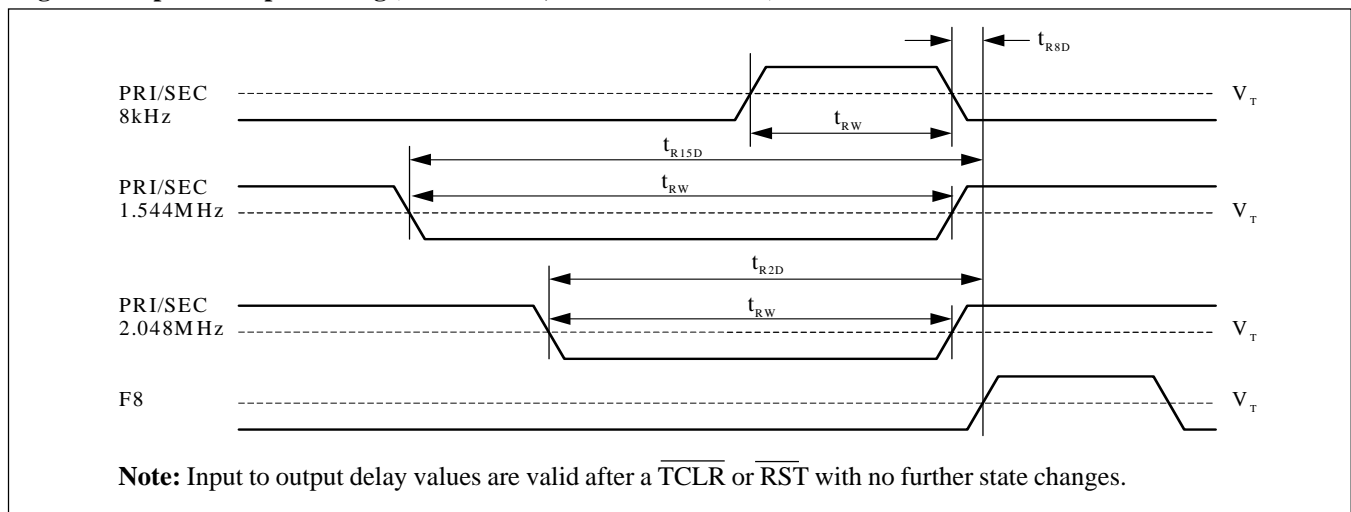 t_R8D
PRI/SEC
8kHz
V_T
t_RW
t_R15D
PRI/SEC
1.544MHz
t_RW
V_T
t_R2D
PRI/SEC
2.048MHz
t_RW
V_T
F8
V_T
Note: Input to output delay values are valid after a TCLR or RST with no further state changes.